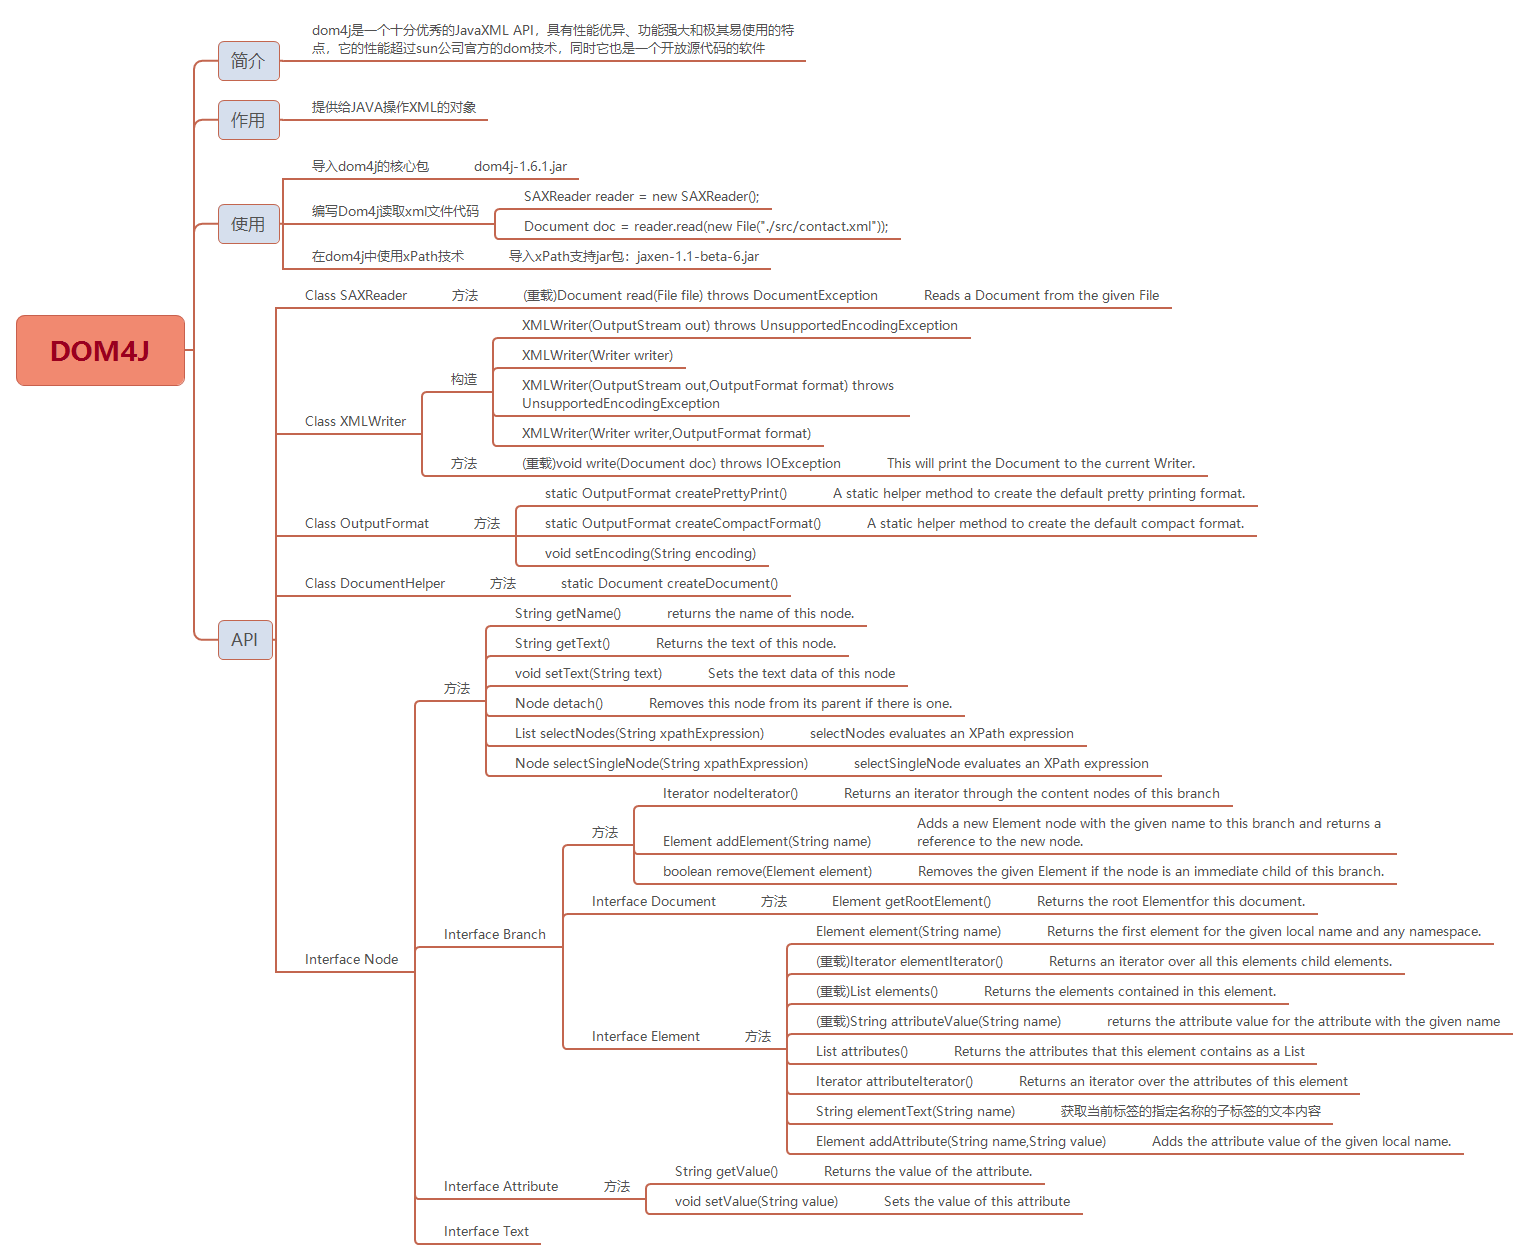 DOM4J
简介
dom4j是一个十分优秀的JavaXML API，具有性能优异、功能强大和极其易使用的特
点，它的性能超过sun公司官方的dom技术，同时它也是一个开放源代码的软件
作用
提供给JAVA操作XML的对象
使用
导入dom4j的核心包
dom4j-1.6.1.jar
编写Dom4j读取xml文件代码
SAXReader reader = new SAXReader();
Document doc = reader.read(new File("./src/contact.xml"));
在dom4j中使用xPath技术
导入xPath支持jar包：jaxen-1.1-beta-6.jar
API
Class SAXReader
方法
(重载)Document read(File file) throws DocumentException
Reads a Document from the given File
Class XMLWriter
构造
XMLWriter(OutputStream out) throws UnsupportedEncodingException
XMLWriter(Writer writer)
XMLWriter(OutputStream out,OutputFormat format) throws
UnsupportedEncodingException
XMLWriter(Writer writer,OutputFormat format)
方法
(重载)void write(Document doc) throws IOException
This will print the Document to the current Writer.
Class OutputFormat
方法
static OutputFormat createPrettyPrint()
A static helper method to create the default pretty printing format.
static OutputFormat createCompactFormat()
A static helper method to create the default compact format.
void setEncoding(String encoding)
Class DocumentHelper
方法
static Document createDocument()
Interface Node
方法
String getName()
returns the name of this node.
String getText()
Returns the text of this node.
void setText(String text)
Sets the text data of this node
Node detach()
Removes this node from its parent if there is one.
List selectNodes(String xpathExpression)
selectNodes evaluates an XPath expression
Node selectSingleNode(String xpathExpression)
selectSingleNode evaluates an XPath expression
Interface Branch
方法
Iterator nodeIterator()
Returns an iterator through the content nodes of this branch
Element addElement(String name)
Adds a new Element node with the given name to this branch and returns a
reference to the new node.
boolean remove(Element element)
Removes the given Element if the node is an immediate child of this branch.
Interface Document
方法
Element getRootElement()
Returns the root Elementfor this document.
Interface Element
方法
Element element(String name)
Returns the first element for the given local name and any namespace.
(重载)Iterator elementIterator()
Returns an iterator over all this elements child elements.
(重载)List elements()
Returns the elements contained in this element.
(重载)String attributeValue(String name)
returns the attribute value for the attribute with the given name
List attributes()
Returns the attributes that this element contains as a List
Iterator attributeIterator()
Returns an iterator over the attributes of this element
String elementText(String name)
获取当前标签的指定名称的子标签的文本内容
Element addAttribute(String name,String value)
Adds the attribute value of the given local name.
Interface Attribute
方法
String getValue()
Returns the value of the attribute.
void setValue(String value)
Sets the value of this attribute
Interface Text